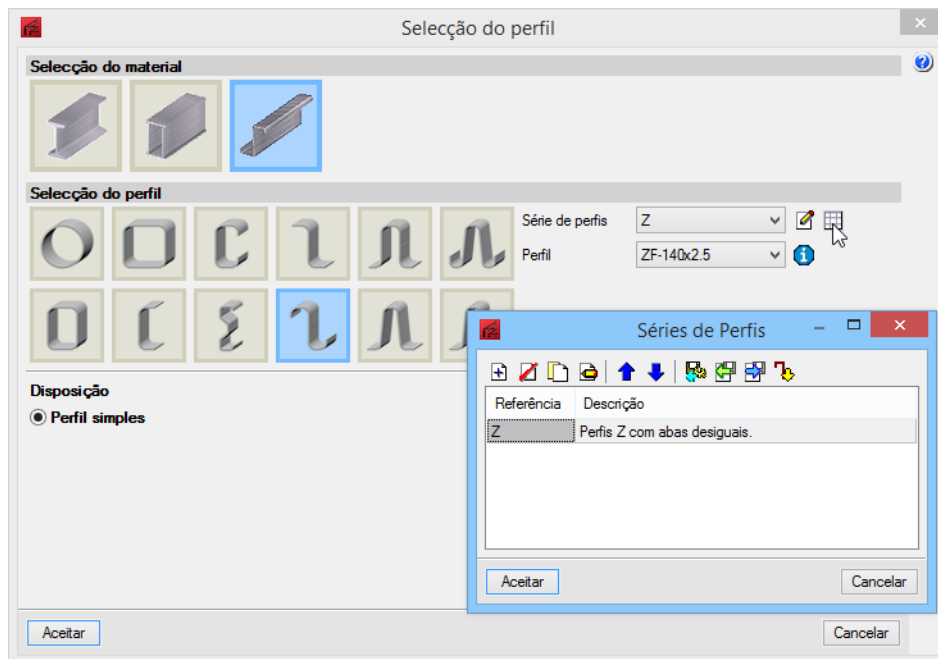 Selecção do perfil
Selecção do material
Selecção do perfil
Série de perfis Z
Perfil ZF-140x2.5
Disposição
Perfil simples
Séries de Perfis
Referência Descrição
Z Perfis Z com abas desiguais.
Aceitar Cancelar
Aceitar Cancelar